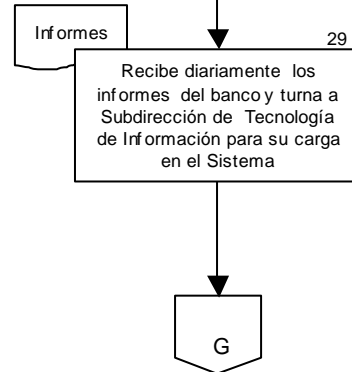 Informes
29
Recibe diariamente los
informes del banco y turna a
Subdirección de Tecnología
de Información para su carga
en el Sistema
G